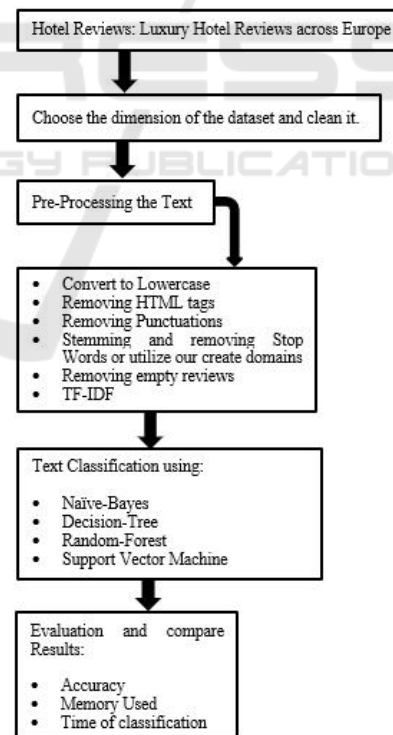 Hotel Reviews: Luxury Hotel Reviews across Europe
Choose the dimension of the dataset and clean it.
Pre-Processing the Text
• Convert to Lowercase
• Removing HTML tags
• Removing Punctuations
• Stemming and removing Stop
Words or utilize our create domains
• Removing empty reviews
• TF-IDF
Text Classification using:
• Naïve-Bayes
• Decision-Tree
• Random-Forest
• Support Vector Machine
Evaluation and compare
Results:
• Accuracy
• Memory Used
• Time of classification